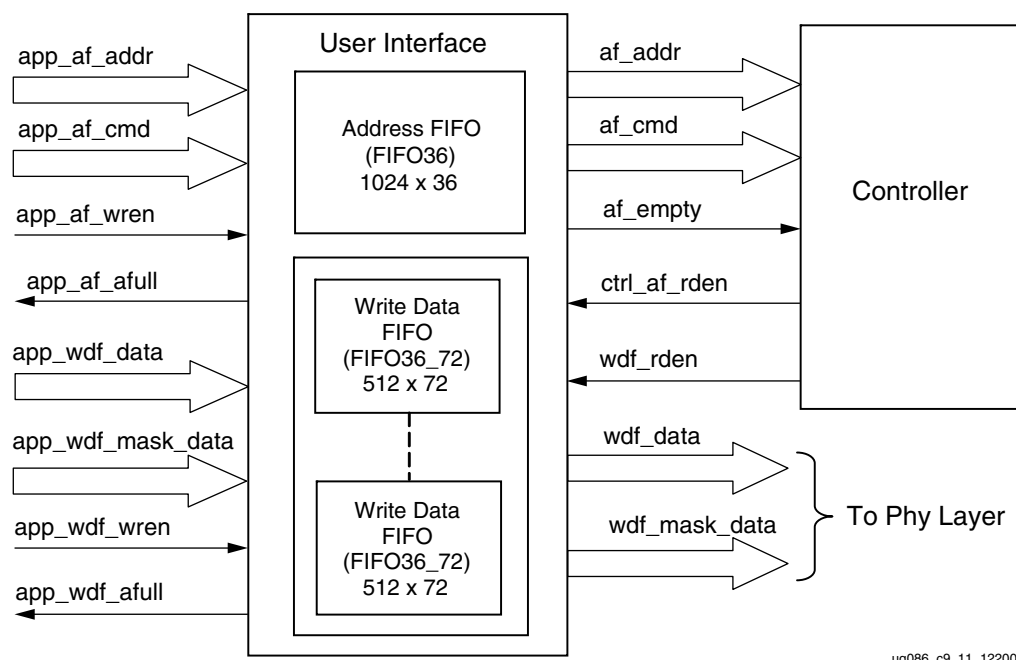 app_af_addr
app_af_cmd
app_af_wren
app_af_afull
app_wdf_data
app_wdf_mask_data
app_wdf_wren
app_wdf_afull
User Interface
Address FIFO
(FIFO36)
1024 x 36
Write Data
FIFO
(FIFO36_72)
512 x 72
Write Data
FIFO
(FIFO36_72)
512 x 72
af_addr
af_cmd
af_empty
ctrl_af_rden
wdf_rden
wdf_data
wdf_mask_data
Controller
To Phy Layer